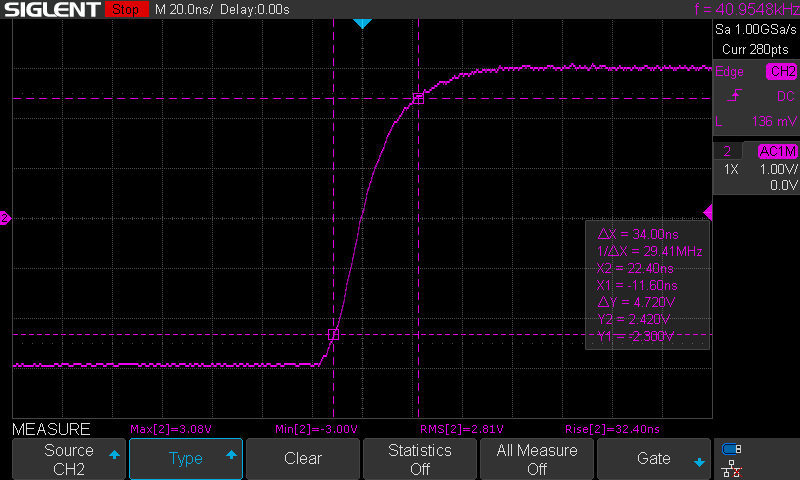 SIGLENT Stop M 20.0ns/ Delay:0.00s f = 40.9548kHz
Sa 1.00GSa/s
Curr 280pts
Edge CH2
DC
L 136 mV
2 AC1M
1X 1.00V/
0.0V
2
ΔX = 34.00ns
1/ΔX = 29.41MHz
X2 = 22.40ns
X1 = -11.60ns
ΔY = 4.720V
Y2 = 2.420V
Y1 = -2.300V
MEASURE Max[2]=3.08V Min[2]=-3.00V RMS[2]=2.81V Rise[2]=32.40ns
Source
CH2
Type
Clear
Statistics
Off
All Measure
Off
Gate